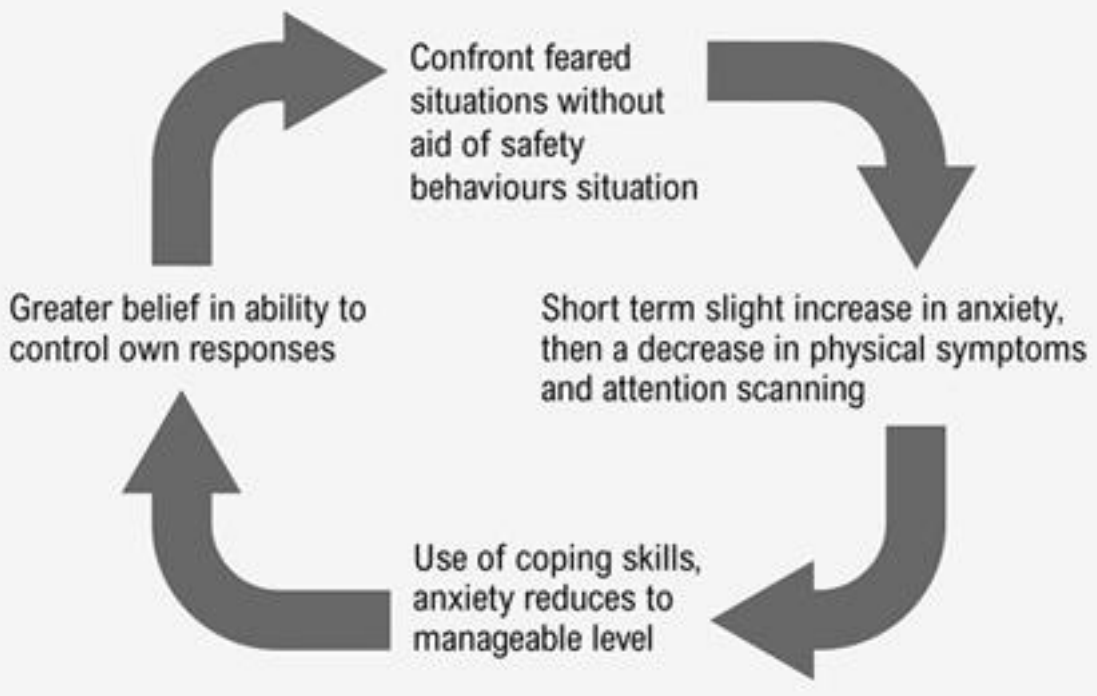 Confront feared
situations without
aid of safety
behaviours situation
Short term slight increase in anxiety,
then a decrease in physical symptoms
and attention scanning
Use of coping skills,
anxiety reduces to
manageable level
Greater belief in ability to
control own responses